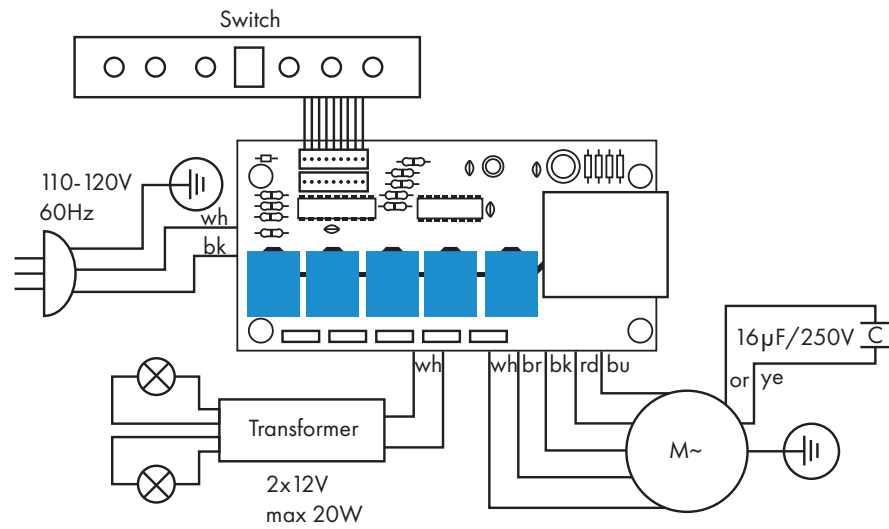 Switch
110-120V
60Hz
wh
bk
wh
wh br bk rd bu
or ye
16µF/250V
C
Transformer
M~
2x12V
max 20W